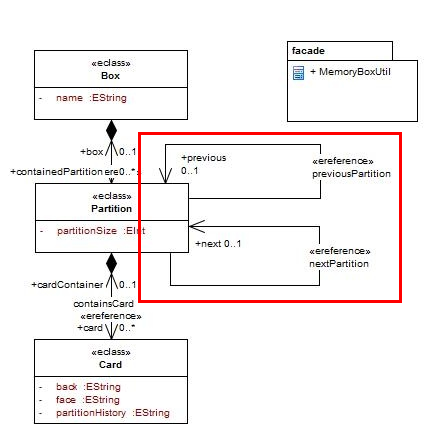 «eclass»
Box
- name :EString
facade
+ MemoryBoxUtil
+box 0..1
+containedPartition 0..*
«eclass»
Partition
- partitionSize :EInt
+previous
0..1
«ereference»
previousPartition
+next 0..1
«ereference»
nextPartition
+cardContainer 0..1
containsCard
«ereference»
+card 0..*
«eclass»
Card
- back :EString
- face :EString
- partitionHistory :EString